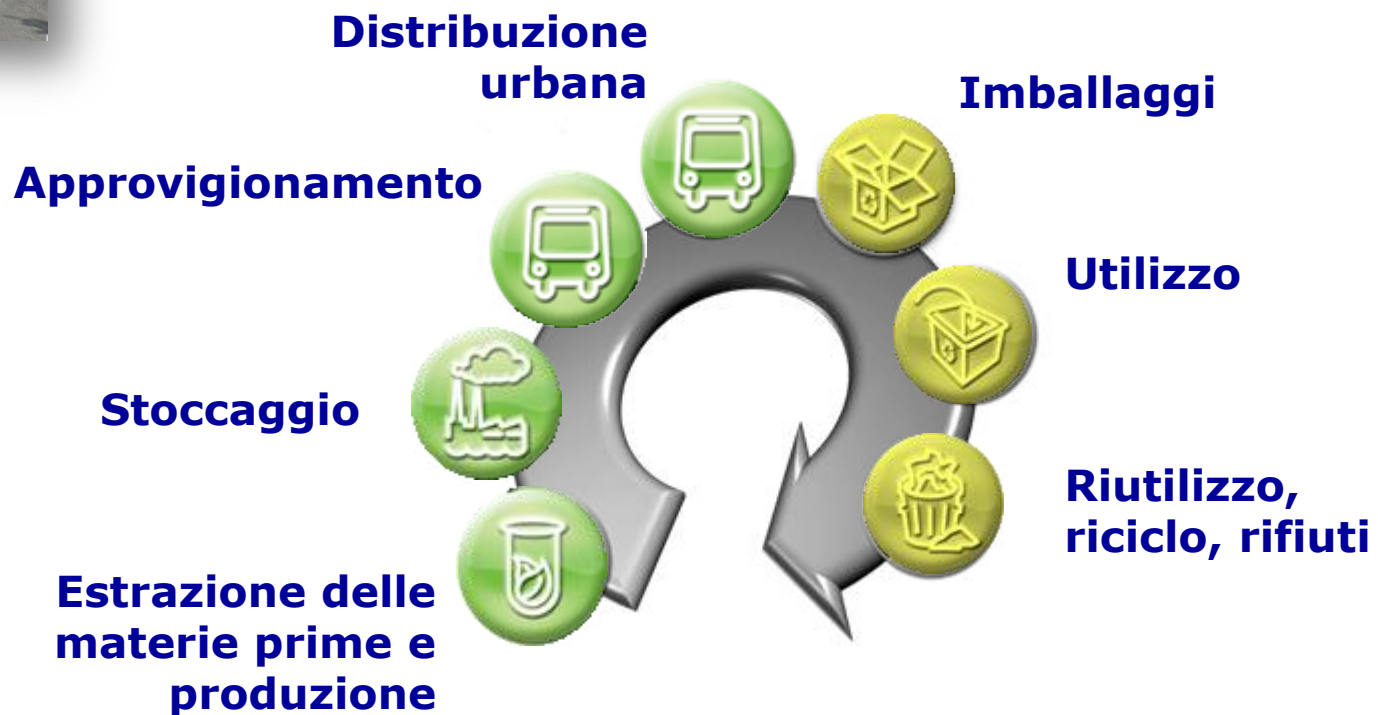 Distribuzione
urbana
Imballaggi
Approvigionamento
Utilizzo
Stoccaggio
Riutilizzo,
riciclo, rifiuti
Estrazione delle
materie prime e
produzione